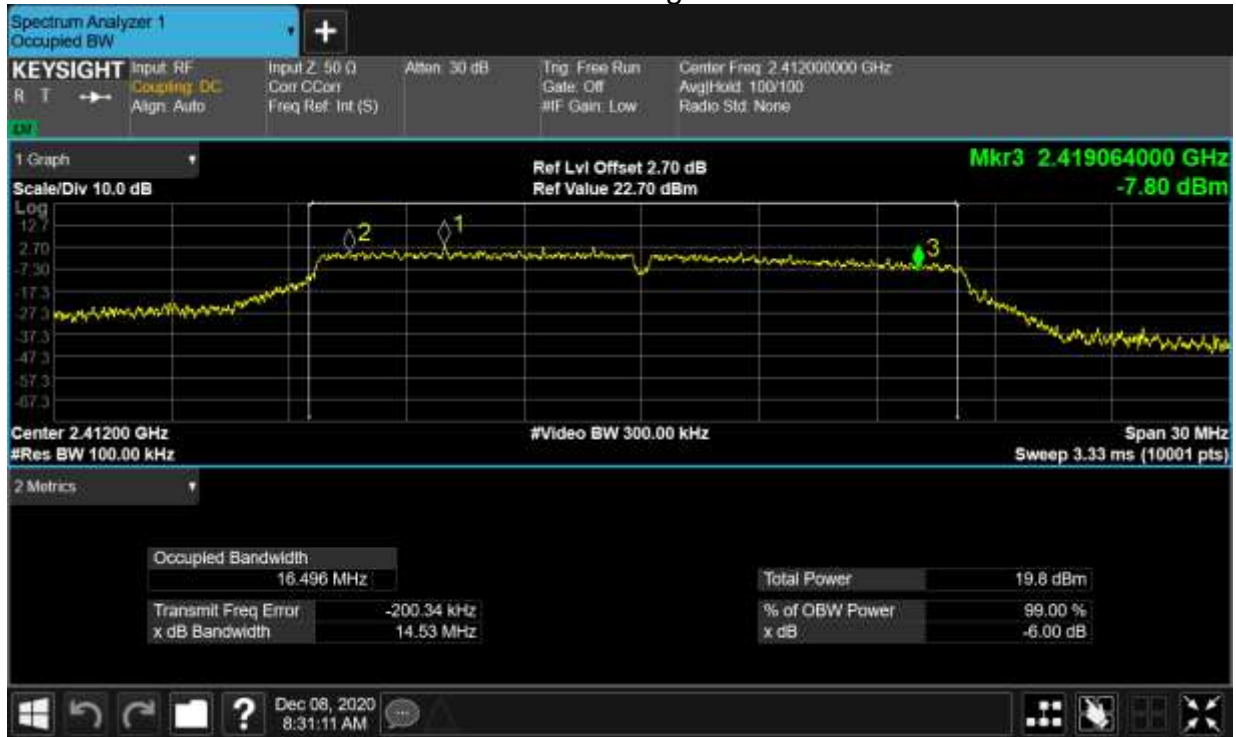 Spectrum Analyzer 1
Occupied BW
KEYSIGHT
R T
Input: RF
Coupling: DC
Align: Auto
Input Z: 50 Ω
Corr CCorr
Freq Ref: Int (S)
Atten: 30 dB
Trig: Free Run
Gate: Off
#IF Gain: Low
Center Freq: 2.412000000 GHz
Avg|Hold: 100/100
Radio Std: None
1 Graph
Scale/Div 10.0 dB
Ref Lvl Offset 2.70 dB
Ref Value 22.70 dBm
Mkr3 2.419064000 GHz
-7.80 dBm
Log
12.7
2.70
-7.30
-17.3
-27.3
-37.3
-47.3
-57.3
-67.3
2
1
3
Center 2.41200 GHz
#Res BW 100.00 kHz
#Video BW 300.00 kHz
Span 30 MHz
Sweep 3.33 ms (10001 pts)
2 Metrics
Occupied Bandwidth
16.496 MHz
Transmit Freq Error -200.34 kHz
x dB Bandwidth 14.53 MHz
Total Power 19.8 dBm
% of OBW Power 99.00 %
x dB -6.00 dB
?
Dec 08, 2020
8:31:11 AM